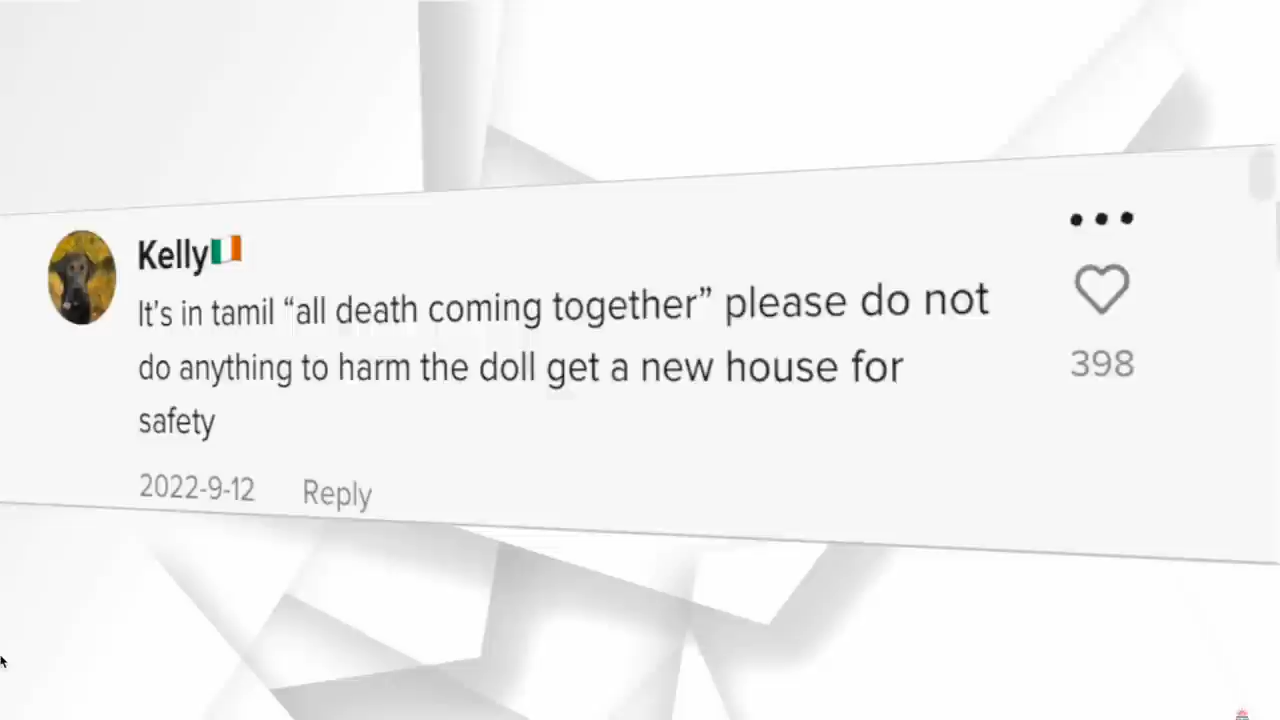 Kelly🇮🇪
It's in tamil “all death coming together” please do not
do anything to harm the doll get a new house for
safety
398
2022-9-12 Reply